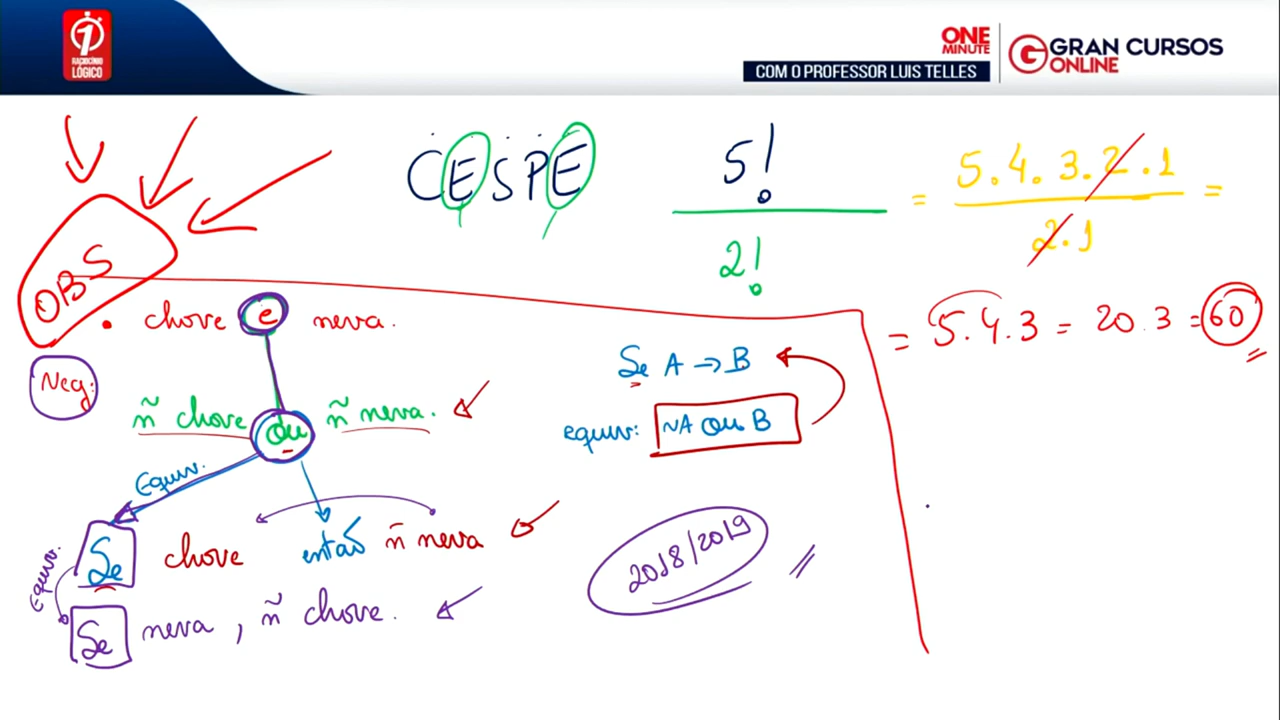 1
RACIOCÍNIO
LÓGICO
ONE
MINUTE
COM O PROFESSOR LUIS TELLES
GRAN CURSOS
ONLINE
CESPE
5!
2!
= 5.4.3.2.1 =
2.1
= 5.4.3 = 20.3 = 60
OBS
• chove e neva.
Neg:
ñ chove ou ñ neva.
Equiv.
Se chove então ñ neva
Equiv.
Se neva, ñ chove.
Se A → B
equiv: ~A ou B
2018/2019